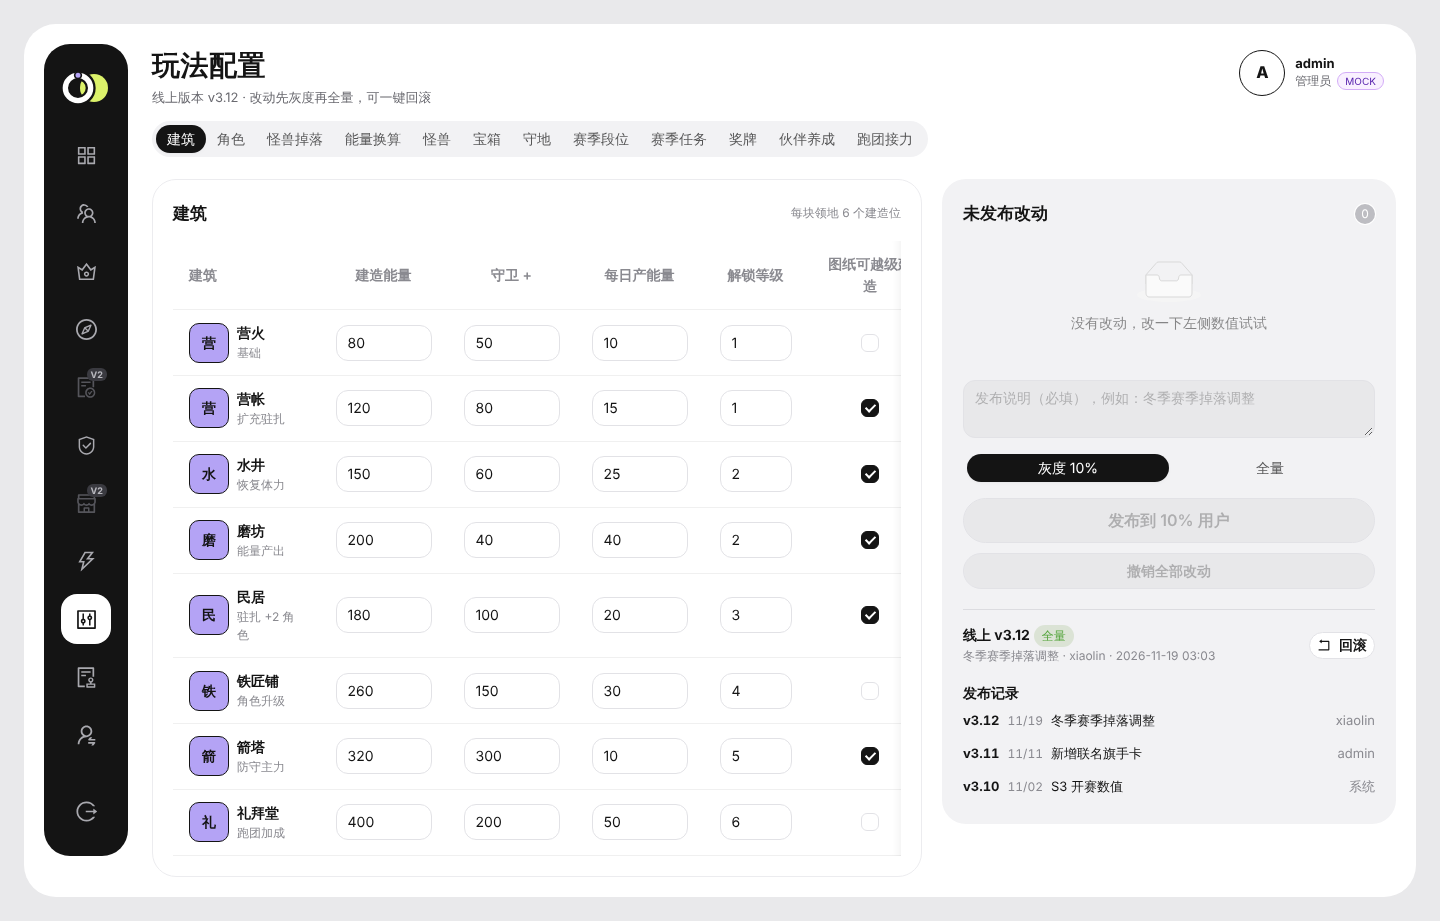 玩法配置
线上版本 v3.12 · 改动先灰度再全量，可一键回滚
A
admin
管理员 MOCK
建筑 角色 怪兽掉落 能量换算 怪兽 宝箱 守地 赛季段位 赛季任务 奖牌 伙伴养成 跑团接力
V2
V2
建筑
每块领地 6 个建造位
建筑 建造能量 守卫 + 每日产能量 解锁等级 图纸可越级建
造
营 营火 80 50 10 1
基础
营 营帐 120 80 15 1
扩充驻扎
水 水井 150 60 25 2
恢复体力
磨 磨坊 200 40 40 2
能量产出
民 民居 180 100 20 3
驻扎 +2 角
色
铁 铁匠铺 260 150 30 4
角色升级
箭 箭塔 320 300 10 5
防守主力
礼 礼拜堂 400 200 50 6
跑团加成
未发布改动 0
没有改动，改一下左侧数值试试
发布说明（必填），例如：冬季赛季掉落调整
灰度 10% 全量
发布到 10% 用户
撤销全部改动
线上 v3.12 全量
冬季赛季掉落调整 · xiaolin · 2026-11-19 03:03
回滚
发布记录
v3.12 11/19 冬季赛季掉落调整 xiaolin
v3.11 11/11 新增联名旗手卡 admin
v3.10 11/02 S3 开赛数值 系统